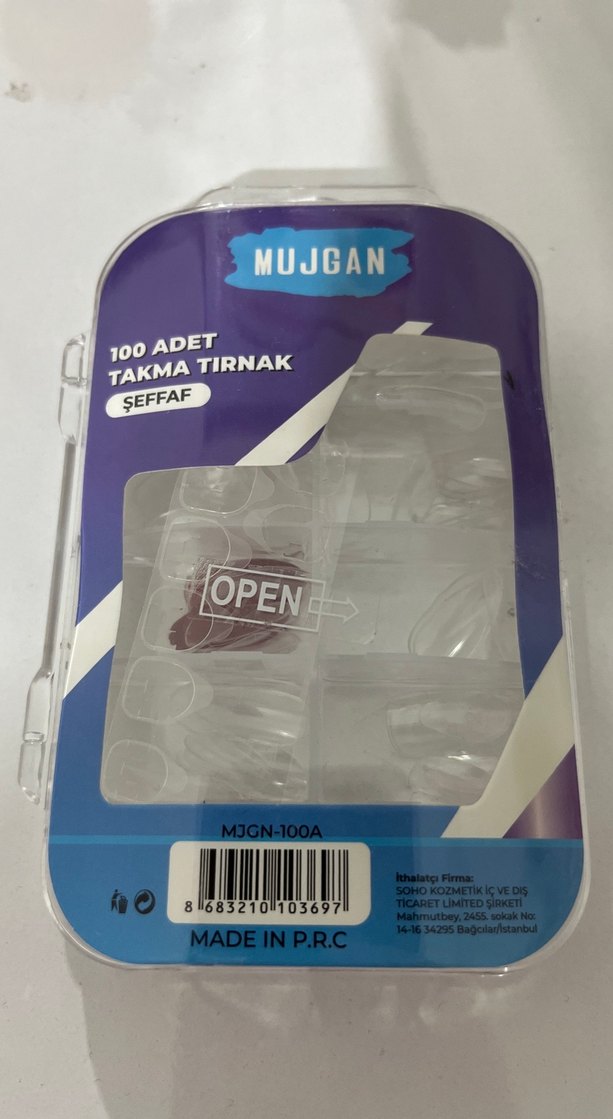 MUJGAN
100 ADET
TAKMA TIRNAK
ŞEFFAF
OPEN
MJGN-100A
8 683210 103697
MADE IN P.R.C
İthalatçı Firma:
SOHO KOZMETİK İÇ VE DIŞ
TİCARET LİMİTED ŞİRKETİ
Mahmutbey, 2455. sokak No:
14-16 34295 Bağcılar/İstanbul